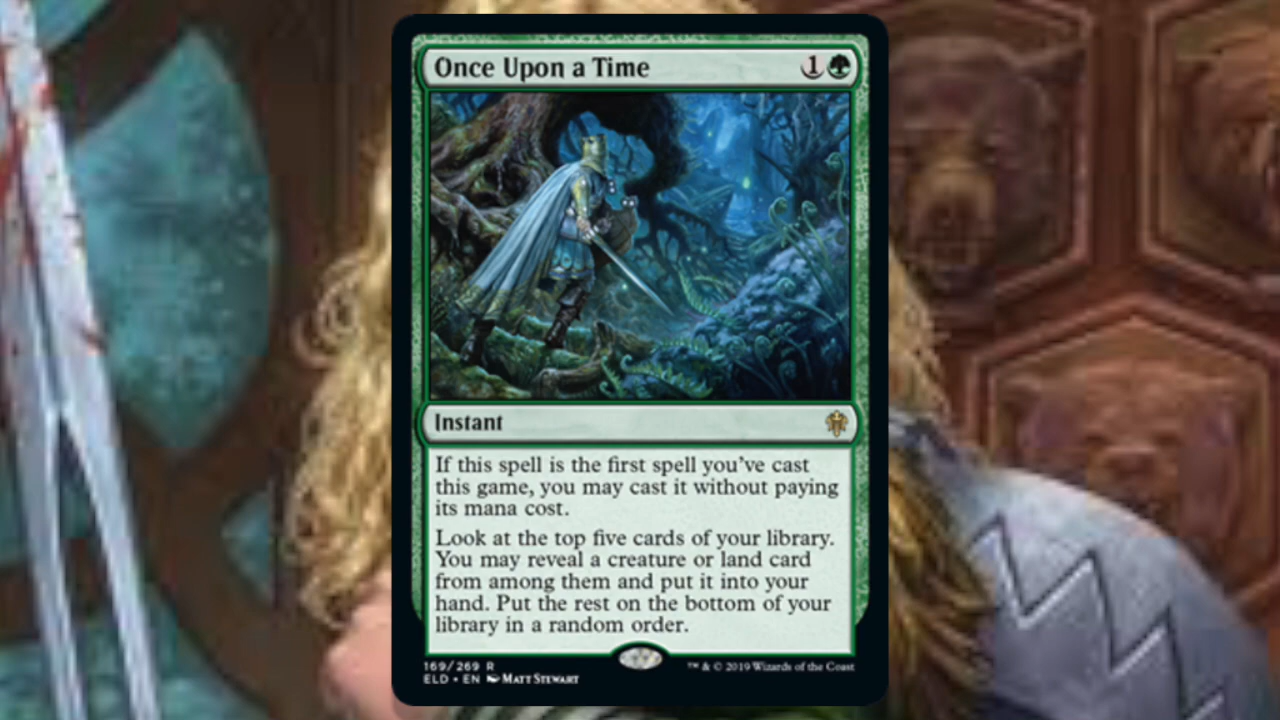 Once Upon a Time 1
Instant
If this spell is the first spell you've cast
this game, you may cast it without paying
its mana cost.
Look at the top five cards of your library.
You may reveal a creature or land card
from among them and put it into your
hand. Put the rest on the bottom of your
library in a random order.
169/269 R
ELD • EN Matt Stewart
™ & © 2019 Wizards of the Coast